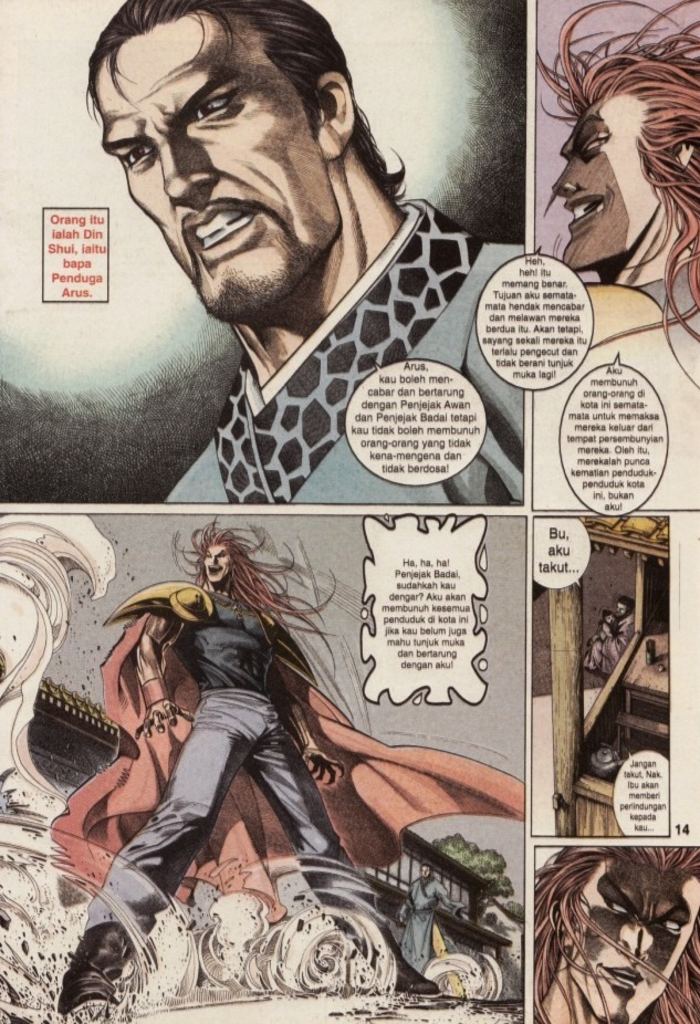 Orang itu
ialah Din
Shui, iaitu
bapa
Penduga
Arus.
Arus,
kau boleh men-
cabar dan bertarung
dengan Penjejak Awan
dan Penjejak Badai tetapi
kau tidak boleh membunuh
orang-orang yang tidak
kena-mengena dan
tidak berdosa!
Heh,
heh! itu
memang benar.
Tujuan aku semata-
mata hendak mencabar
dan melawan mereka
berdua itu. Akan tetapi,
sayang sekali mereka itu
terlalu pengecut dan
tidak berani tunjuk
muka lagi!
Aku
membunuh
orang-orang di
kota ini semata-
mata untuk memaksa
mereka keluar dari
tempat persembunyian
mereka. Oleh itu,
merekalah punca
kematian penduduk-
penduduk kota
ini, bukan
aku!
Ha, ha, ha!
Penjejak Badai,
sudahkah kau
dengar? Aku akan
membunuh kesemua
penduduk di kota ini
jika kau belum juga
mahu tunjuk muka
dan bertarung
dengan aku!
Bu,
aku
takut...
Jangan
takut, Nak.
Ibu akan
memberi
perlindungan
kepada
kau...
14